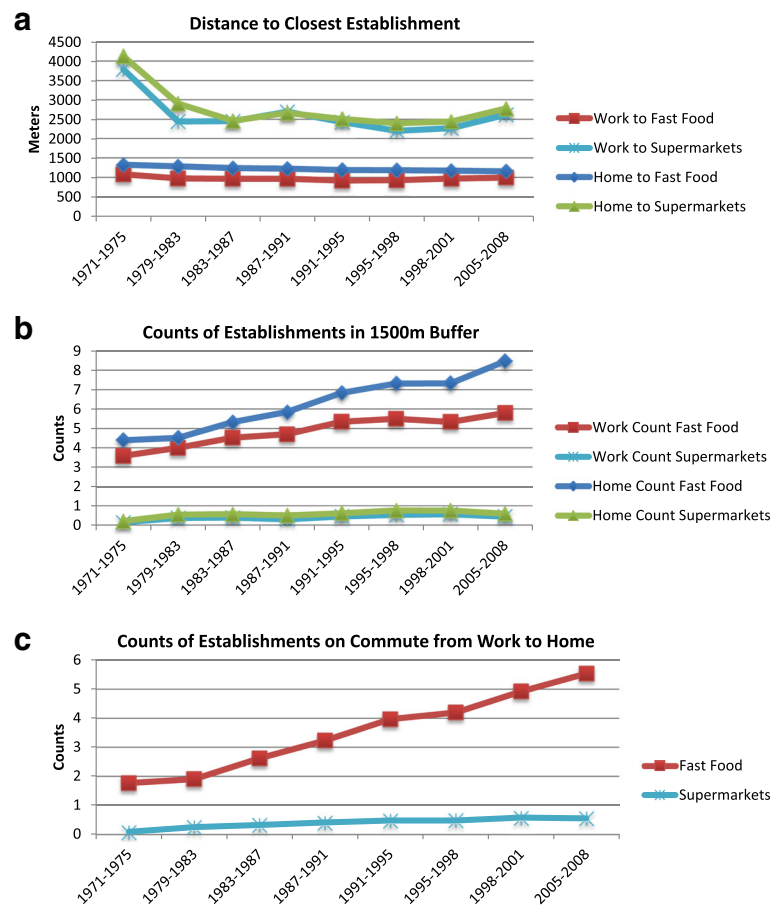 a
Distance to Closest Establishment
4500
4000
3500
3000
2500
2000
1500
1000
500
0
Meters
1971-1975
1979-1983
1983-1987
1987-1991
1991-1995
1995-1998
1998-2001
2005-2008
Work to Fast Food
Work to Supermarkets
Home to Fast Food
Home to Supermarkets
b
Counts of Establishments in 1500m Buffer
9
8
7
6
5
4
3
2
1
0
Counts
1971-1975
1979-1983
1983-1987
1987-1991
1991-1995
1995-1998
1998-2001
2005-2008
Work Count Fast Food
Work Count Supermarkets
Home Count Fast Food
Home Count Supermarkets
c
Counts of Establishments on Commute from Work to Home
6
5
4
3
2
1
0
Counts
1971-1975
1979-1983
1983-1987
1987-1991
1991-1995
1995-1998
1998-2001
2005-2008
Fast Food
Supermarkets